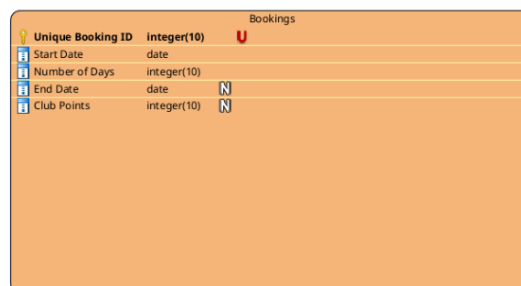 Bookings
Unique Booking ID integer(10) U
Start Date date
Number of Days integer(10)
End Date date N
Club Points integer(10) N